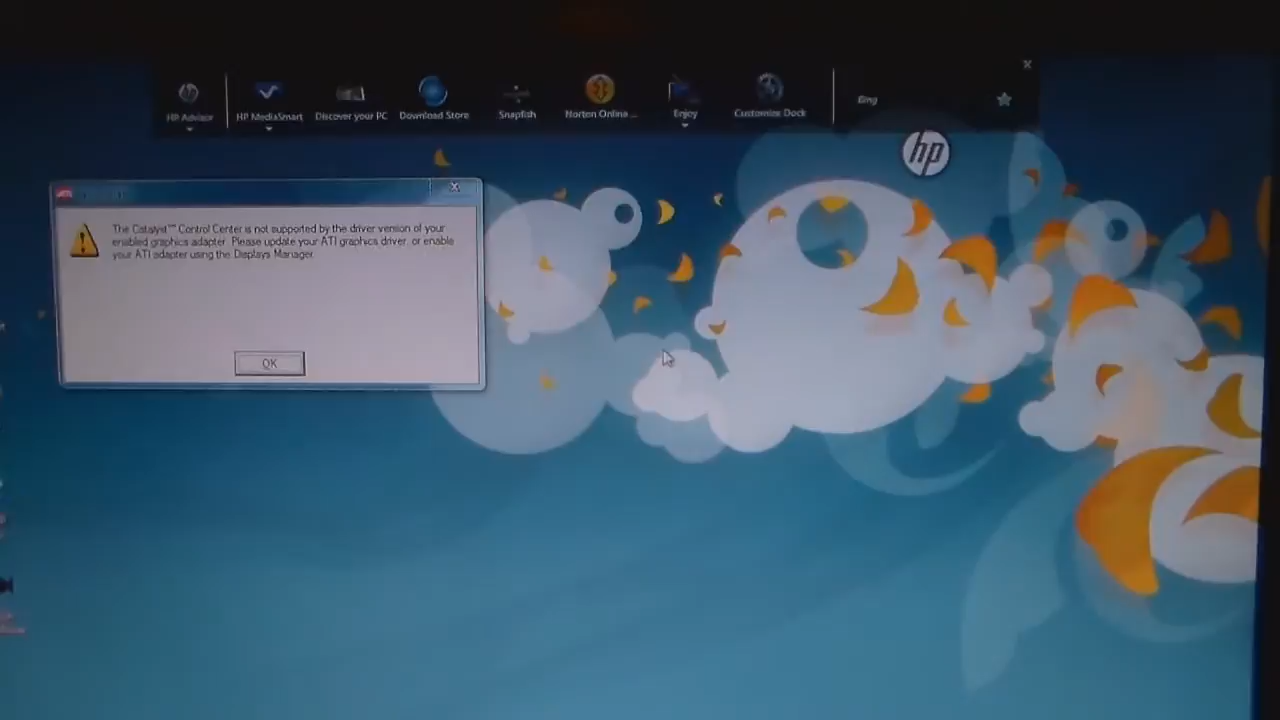 HP Advisor
HP MediaSmart
Discover your PC
Download Store
Snapfish
Norton Online ...
Enjoy
Customize Dock
Bing
hp
The Catalyst™ Control Center is not supported by the driver version of your
enabled graphics adapter. Please update your ATI graphics driver, or enable
your ATI adapter using the Displays Manager.
OK